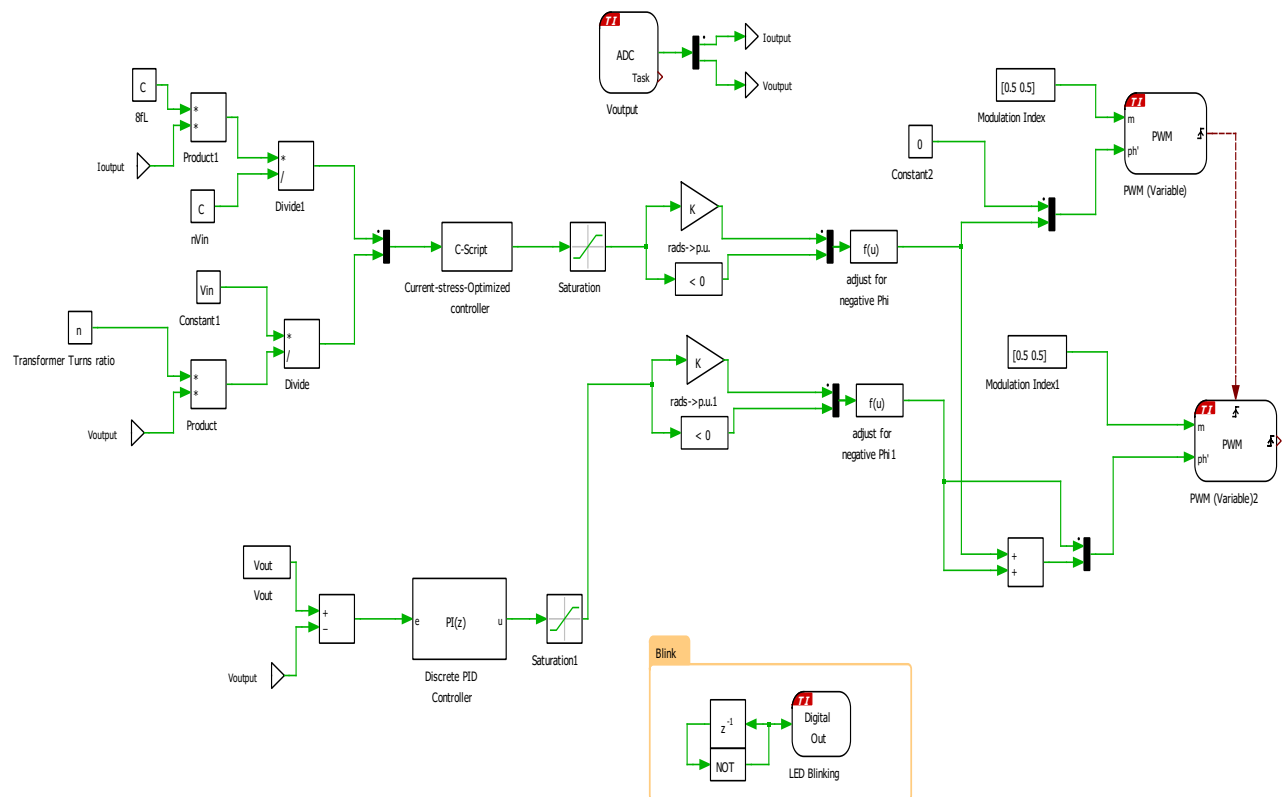 TI
ADC
Task
Voutput
Ioutput
Voutput
C
8fL
*
*
Product1
Ioutput
C
nVin
*
/
Divide1
Vin
Constant1
n
Transformer Turns ratio
*
*
Product
Voutput
*
/
Divide
C-Script
Current-stress-Optimized
controller
Saturation
K
rads->p.u.
< 0
f(u)
adjust for
negative Phi
0
Constant2
[0.5 0.5]
Modulation Index
TI
m
PWM
ph'
PWM (Variable)
K
rads->p.u.1
< 0
f(u)
adjust for
negative Phi1
[0.5 0.5]
Modulation Index1
TI
m
PWM
ph'
PWM (Variable)2
+
+
Vout
Vout
+
−
Voutput
e
PI(z)
u
Discrete PID
Controller
Saturation1
Blink
z-1
NOT
TI
Digital
Out
LED Blinking